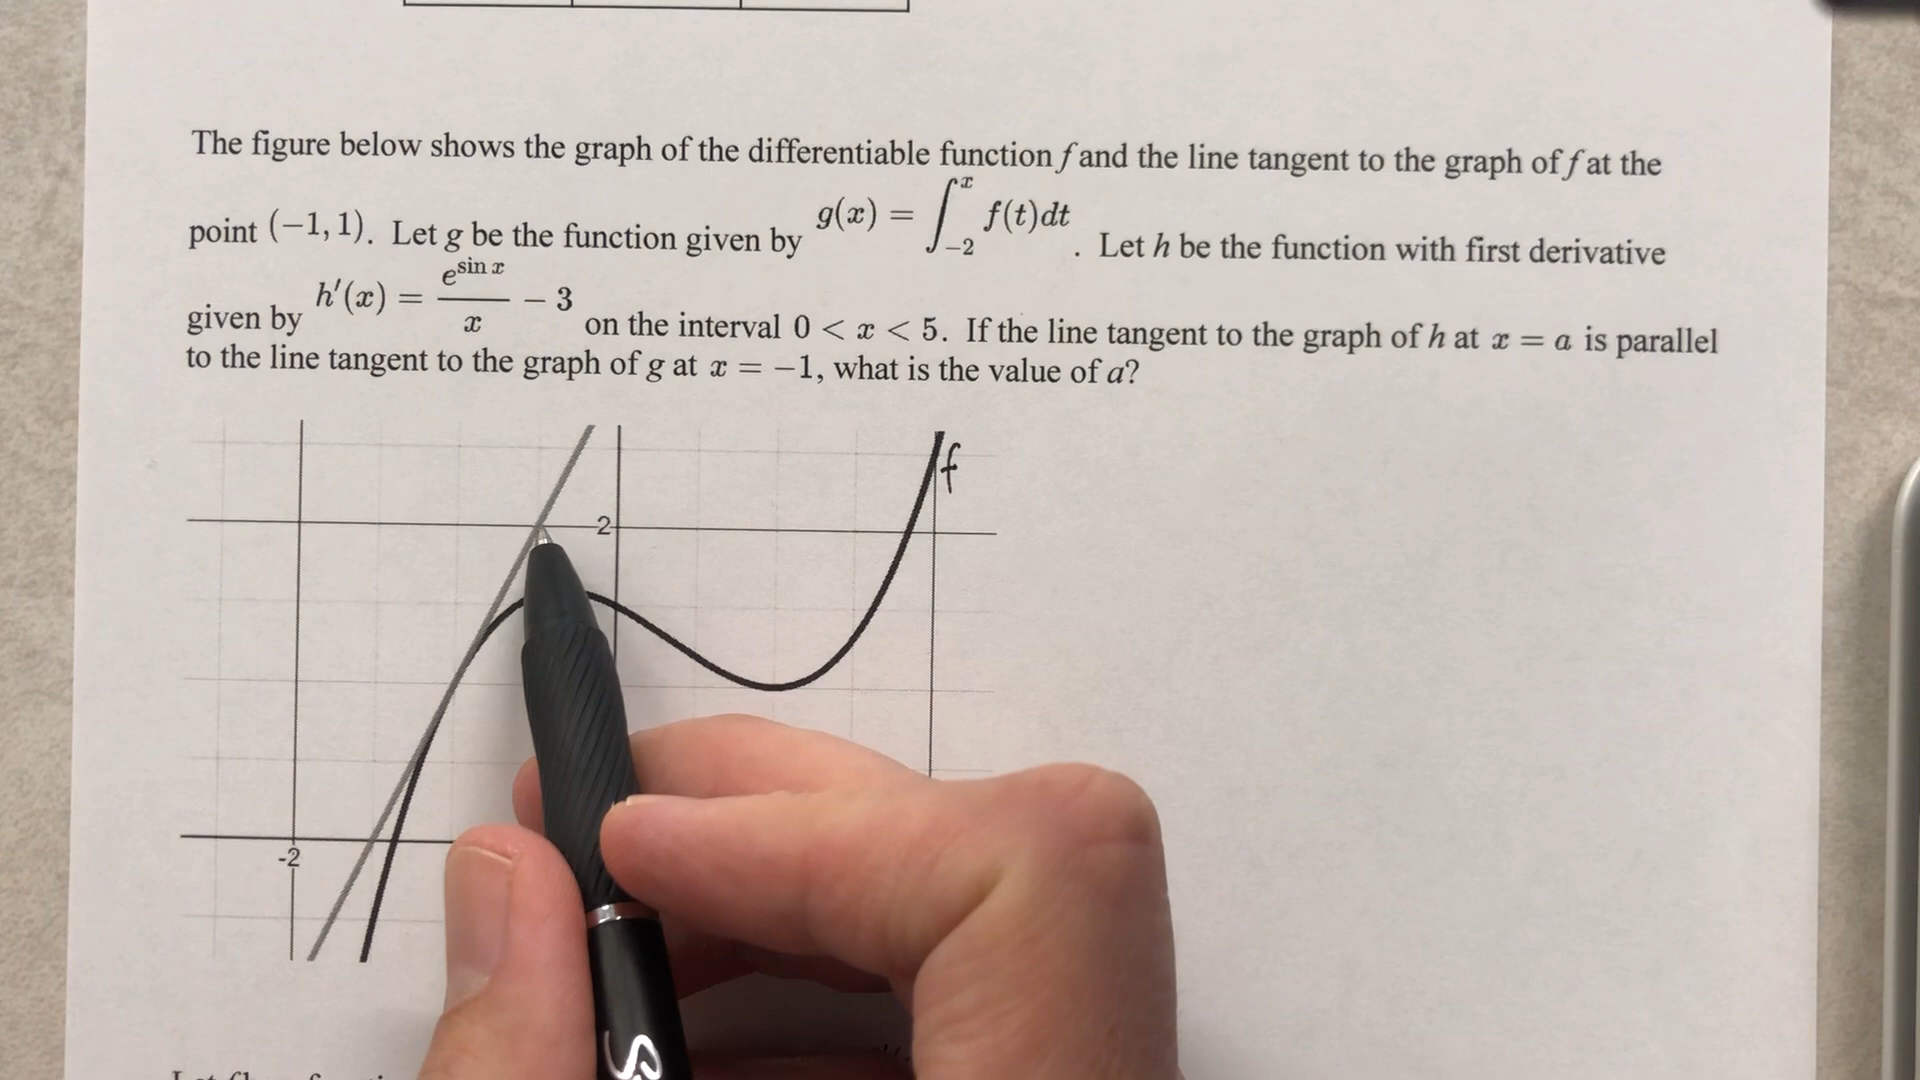 The figure below shows the graph of the differentiable function f and the line tangent to the graph of f at the
point (−1, 1). Let g be the function given by g(x) = ∫_{−2}^{x} f(t)dt . Let h be the function with first derivative
given by h′(x) = e^{sin x}/x − 3 on the interval 0 < x < 5. If the line tangent to the graph of h at x = a is parallel
to the line tangent to the graph of g at x = −1, what is the value of a?
f
2
-2